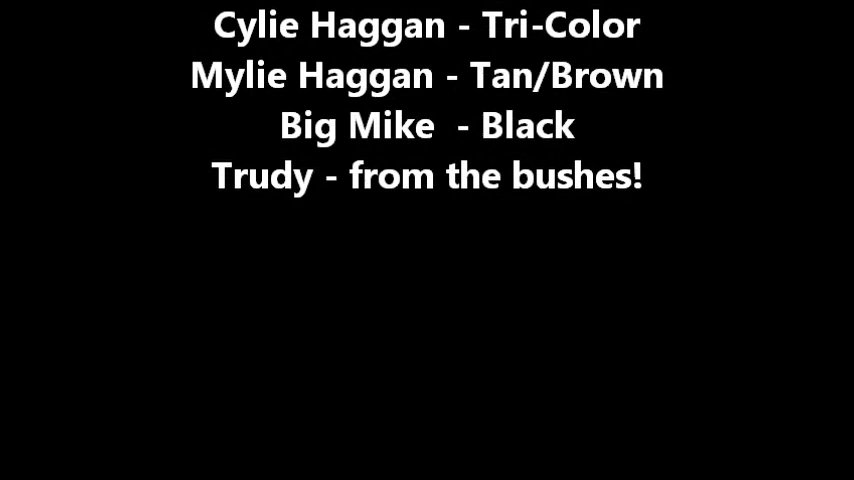 Cylie Haggan - Tri-Color
Mylie Haggan - Tan/Brown
Big Mike  - Black
Trudy - from the bushes!